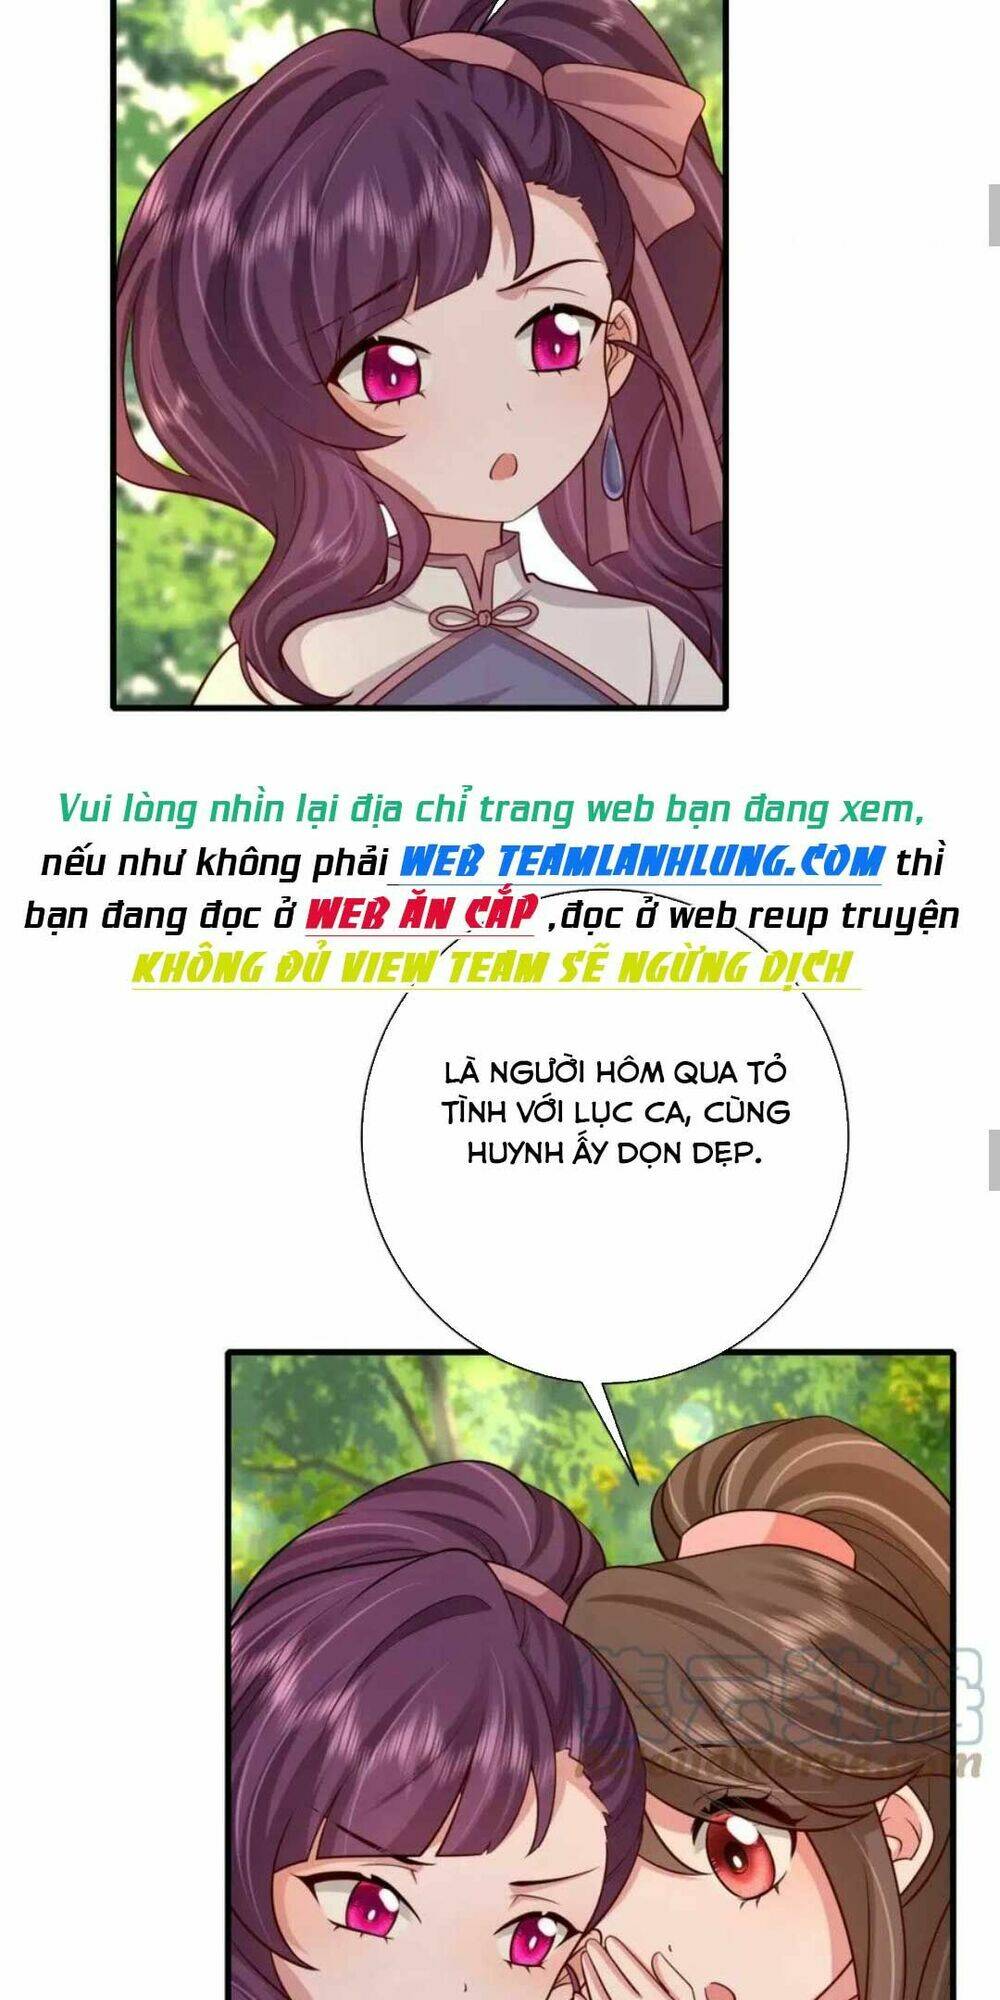 Vui lòng nhìn lại địa chỉ trang web bạn đang xem,
nếu như không phải WEB TEAMLANHLUNG.COM thì
bạn đang đọc ở WEB ĂN CẮP ,đọc ở web reup truyện
KHÔNG ĐỦ VIEW TEAM SẼ NGỪNG DỊCH
LÀ NGƯỜI HÔM QUA TỎ
TÌNH VỚI LỤC CA, CÙNG
HUYNH ẤY DỌN DẸP.